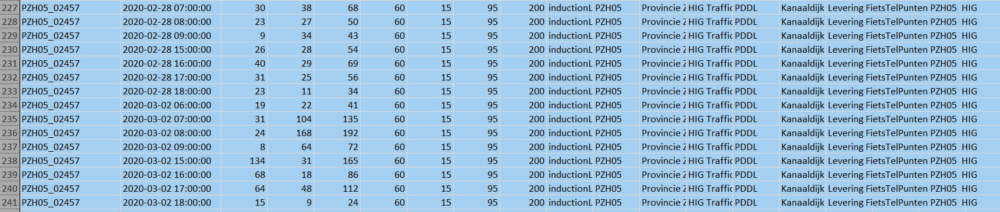 227 PZH05_02457 2020-02-28 07:00:00 30 38 68 60 15 95 200 inductionL PZH05 Provincie Z HIG Traffic PDDL Kanaaldijk Levering FietsTelPunten PZH05 HIG
228 PZH05_02457 2020-02-28 08:00:00 23 27 50 60 15 95 200 inductionL PZH05 Provincie Z HIG Traffic PDDL Kanaaldijk Levering FietsTelPunten PZH05 HIG
229 PZH05_02457 2020-02-28 09:00:00 9 34 43 60 15 95 200 inductionL PZH05 Provincie Z HIG Traffic PDDL Kanaaldijk Levering FietsTelPunten PZH05 HIG
230 PZH05_02457 2020-02-28 15:00:00 26 28 54 60 15 95 200 inductionL PZH05 Provincie Z HIG Traffic PDDL Kanaaldijk Levering FietsTelPunten PZH05 HIG
231 PZH05_02457 2020-02-28 16:00:00 40 29 69 60 15 95 200 inductionL PZH05 Provincie Z HIG Traffic PDDL Kanaaldijk Levering FietsTelPunten PZH05 HIG
232 PZH05_02457 2020-02-28 17:00:00 31 25 56 60 15 95 200 inductionL PZH05 Provincie Z HIG Traffic PDDL Kanaaldijk Levering FietsTelPunten PZH05 HIG
233 PZH05_02457 2020-02-28 18:00:00 23 11 34 60 15 95 200 inductionL PZH05 Provincie Z HIG Traffic PDDL Kanaaldijk Levering FietsTelPunten PZH05 HIG
234 PZH05_02457 2020-03-02 06:00:00 19 22 41 60 15 95 200 inductionL PZH05 Provincie Z HIG Traffic PDDL Kanaaldijk Levering FietsTelPunten PZH05 HIG
235 PZH05_02457 2020-03-02 07:00:00 31 104 135 60 15 95 200 inductionL PZH05 Provincie Z HIG Traffic PDDL Kanaaldijk Levering FietsTelPunten PZH05 HIG
236 PZH05_02457 2020-03-02 08:00:00 24 168 192 60 15 95 200 inductionL PZH05 Provincie Z HIG Traffic PDDL Kanaaldijk Levering FietsTelPunten PZH05 HIG
237 PZH05_02457 2020-03-02 09:00:00 8 64 72 60 15 95 200 inductionL PZH05 Provincie Z HIG Traffic PDDL Kanaaldijk Levering FietsTelPunten PZH05 HIG
238 PZH05_02457 2020-03-02 15:00:00 134 31 165 60 15 95 200 inductionL PZH05 Provincie Z HIG Traffic PDDL Kanaaldijk Levering FietsTelPunten PZH05 HIG
239 PZH05_02457 2020-03-02 16:00:00 68 18 86 60 15 95 200 inductionL PZH05 Provincie Z HIG Traffic PDDL Kanaaldijk Levering FietsTelPunten PZH05 HIG
240 PZH05_02457 2020-03-02 17:00:00 64 48 112 60 15 95 200 inductionL PZH05 Provincie Z HIG Traffic PDDL Kanaaldijk Levering FietsTelPunten PZH05 HIG
241 PZH05_02457 2020-03-02 18:00:00 15 9 24 60 15 95 200 inductionL PZH05 Provincie Z HIG Traffic PDDL Kanaaldijk Levering FietsTelPunten PZH05 HIG